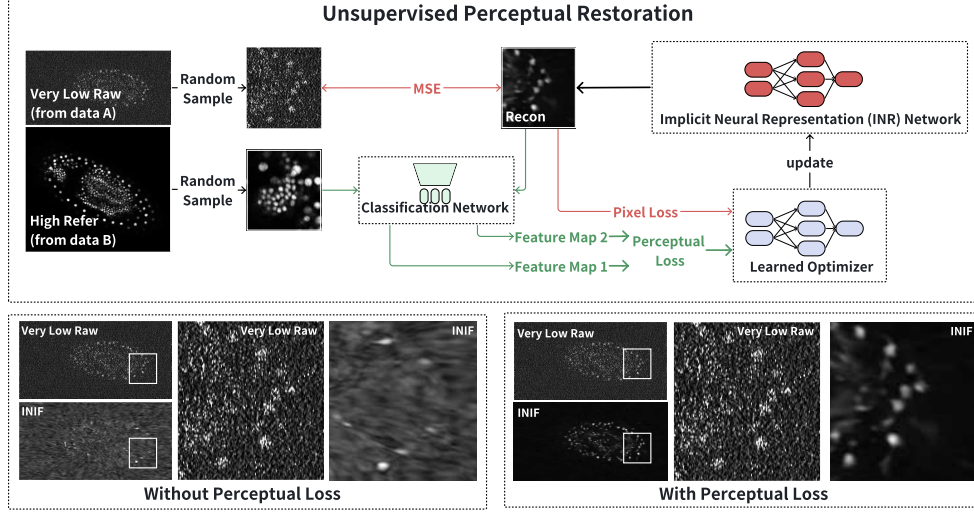 Unsupervised Perceptual Restoration
Very Low Raw
(from data A)
Random
Sample
MSE
Recon
Implicit Neural Representation (INR) Network
update
High Refer
(from data B)
Random
Sample
Classification Network
Pixel Loss
Feature Map 2
Feature Map 1
Perceptual
Loss
Learned Optimizer
Very Low Raw
INIF
Very Low Raw
INIF
Without Perceptual Loss
Very Low Raw
INIF
Very Low Raw
INIF
With Perceptual Loss